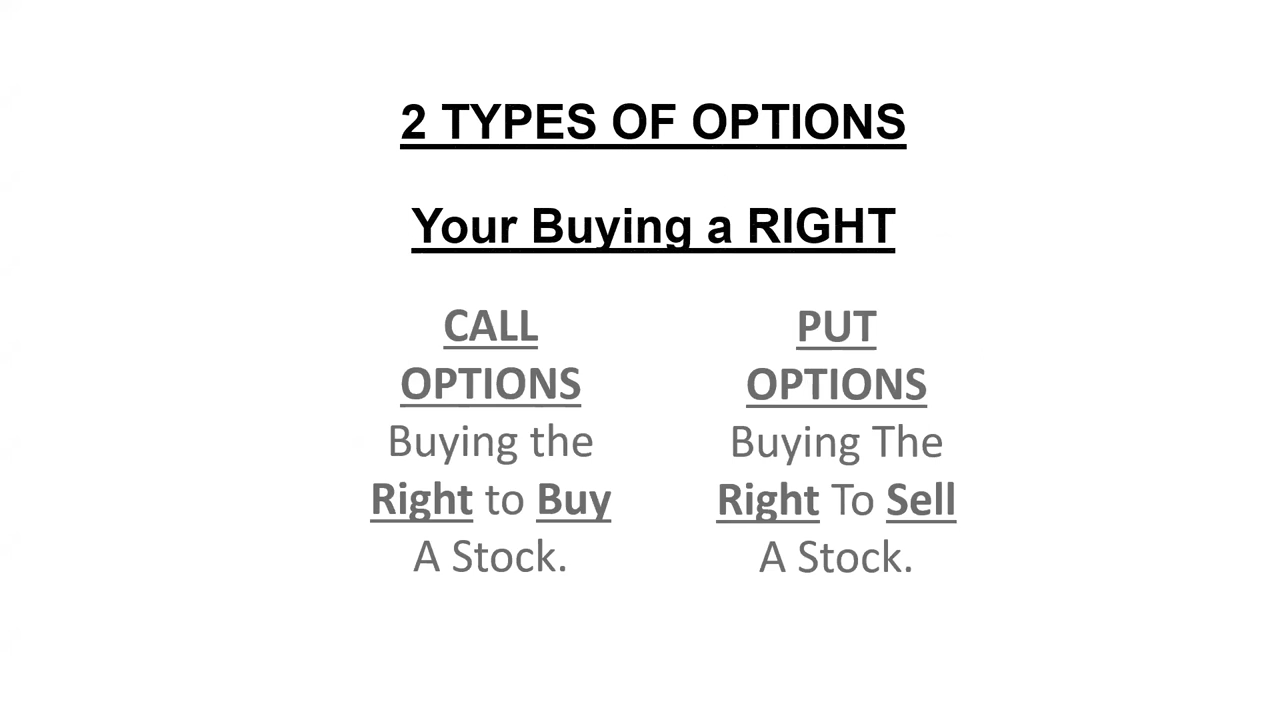 2 TYPES OF OPTIONS
Your Buying a RIGHT
CALL
OPTIONS
Buying the
Right to Buy
A Stock.
PUT
OPTIONS
Buying The
Right To Sell
A Stock.